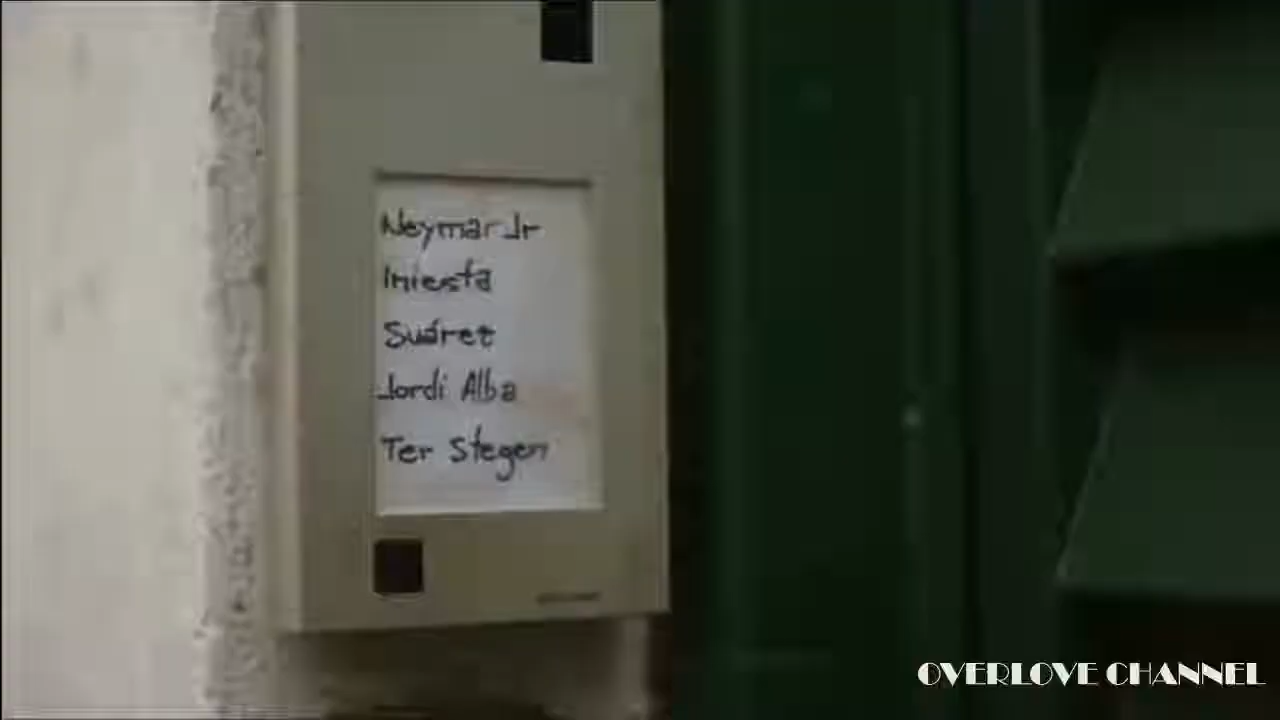 Neymar Jr
Iniesta
Suárez
Jordi Alba
Ter Stegen
OVERLOVE CHANNEL